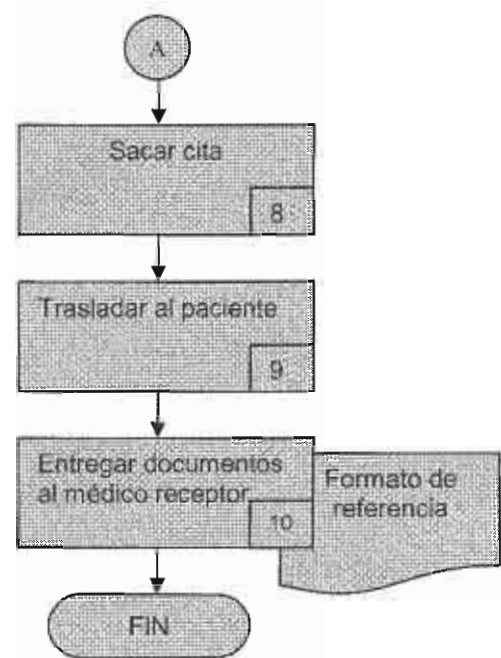 A
Sacar cita
8
Trasladar al paciente
9
Entregar documentos
al médico receptor
10
Formato de
referencia
FIN